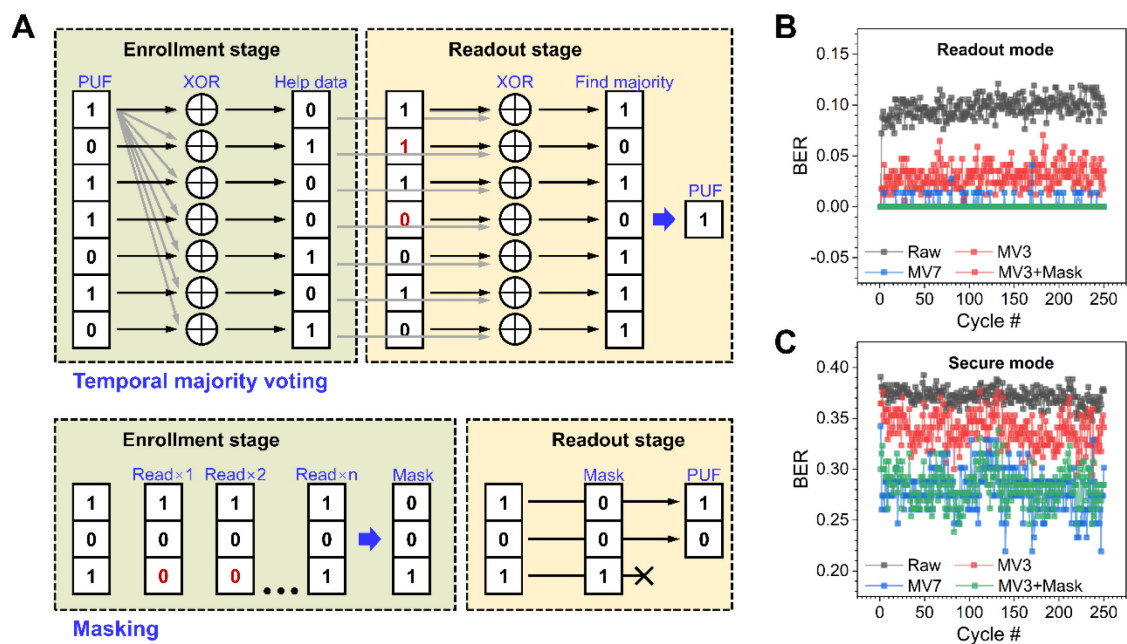 A
Enrollment stage
Readout stage
PUF XOR Help data XOR Find majority
1 0 1 1
0 1 1 0
1 0 1 1
1 0 0 0
0 1 0 1
1 0 1 1
0 1 0 1
PUF
1
Temporal majority voting
Enrollment stage
Readout stage
Read×1 Read×2 Read×n Mask Mask PUF
1 1 1 1 0 1 0 1
0 0 0 0 0 0 0 0
1 0 0 ••• 1 1 1 1
Masking
B
Readout mode
0.15
0.10
0.05
0.00
-0.05
BER
Raw MV3
MV7 MV3+Mask
0 50 100 150 200 250
Cycle #
C
Secure mode
0.40
0.35
0.30
0.25
0.20
BER
Raw MV3
MV7 MV3+Mask
0 50 100 150 200 250
Cycle #